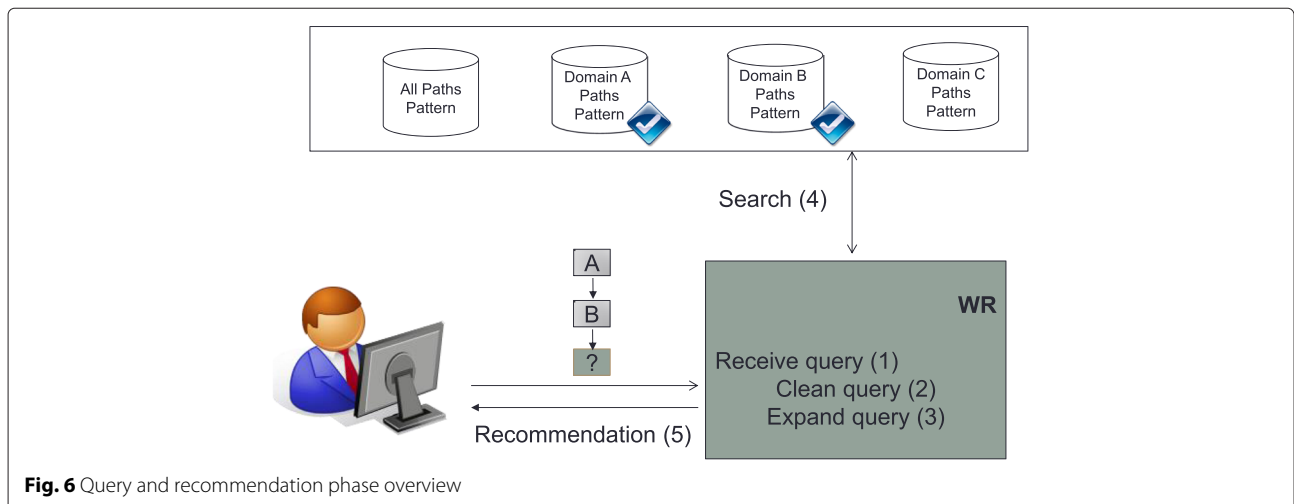 All Paths
Pattern
Domain A
Paths
Pattern
Domain B
Paths
Pattern
Domain C
Paths
Pattern
Search (4)
A
B
?
WR
Receive query (1)
Clean query (2)
Expand query (3)
Recommendation (5)
Fig. 6 Query and recommendation phase overview